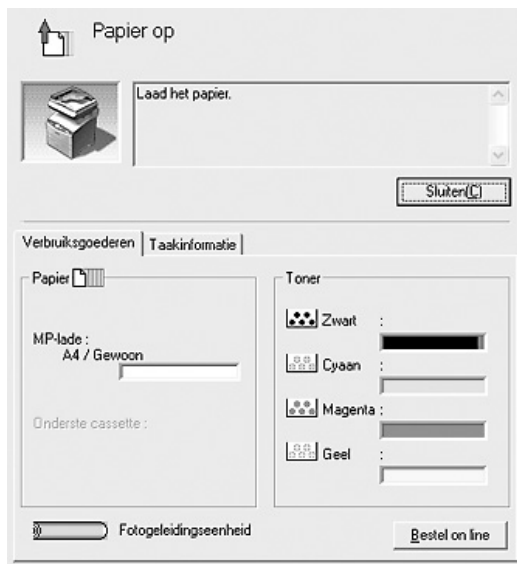 Papier op
Laad het papier.
Sluiten(C)
Verbruiksgoederen
Taakinformatie
Papier
MP-lade :
A4 / Gewoon
Onderste cassette :
Toner
Zwart :
Cyaan :
Magenta :
Geel :
Fotogeleidingseenheid
Bestel on line